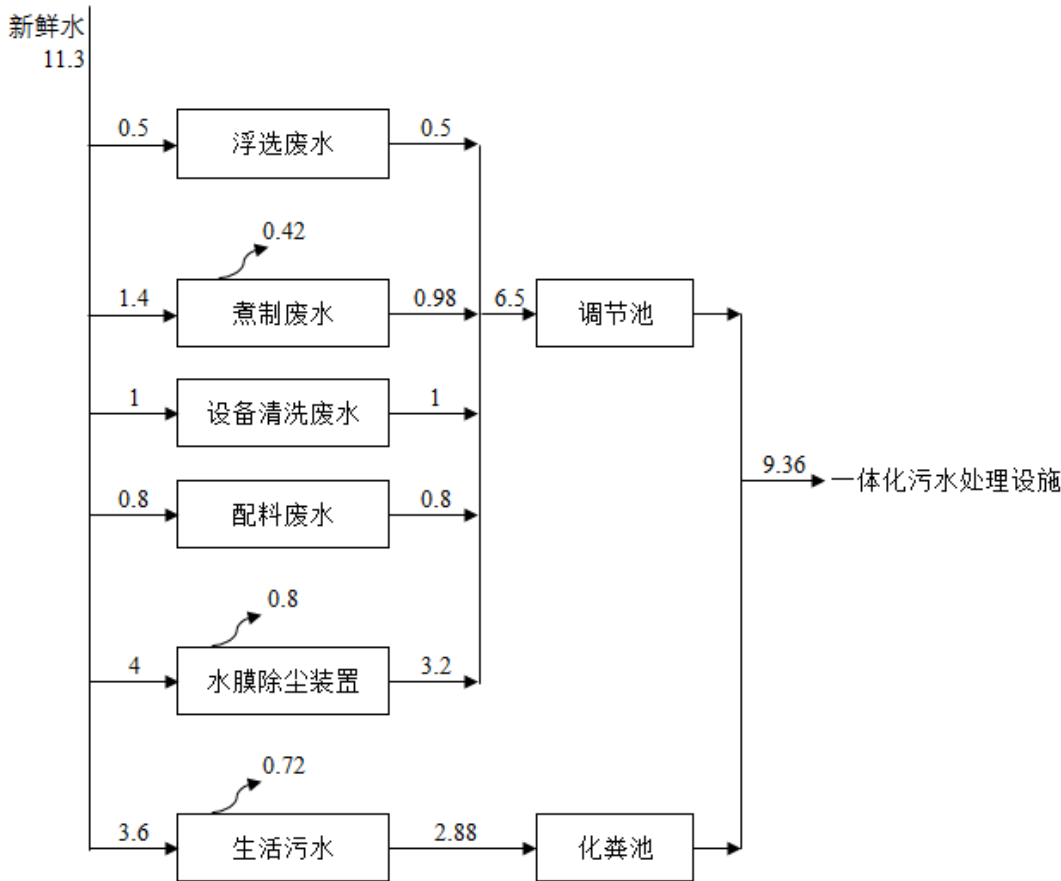 新鲜水
11.3
0.5
浮选废水
0.5
0.42
1.4
煮制废水
0.98
6.5
调节池
1
设备清洗废水
1
9.36
一体化污水处理设施
0.8
配料废水
0.8
0.8
4
水膜除尘装置
3.2
0.72
3.6
生活污水
2.88
化粪池